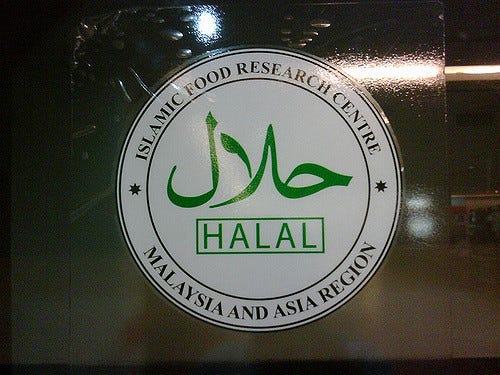 ISLAMIC FOOD RESEARCH CENTRE
حلال
HALAL
MALAYSIA AND ASIA REGION